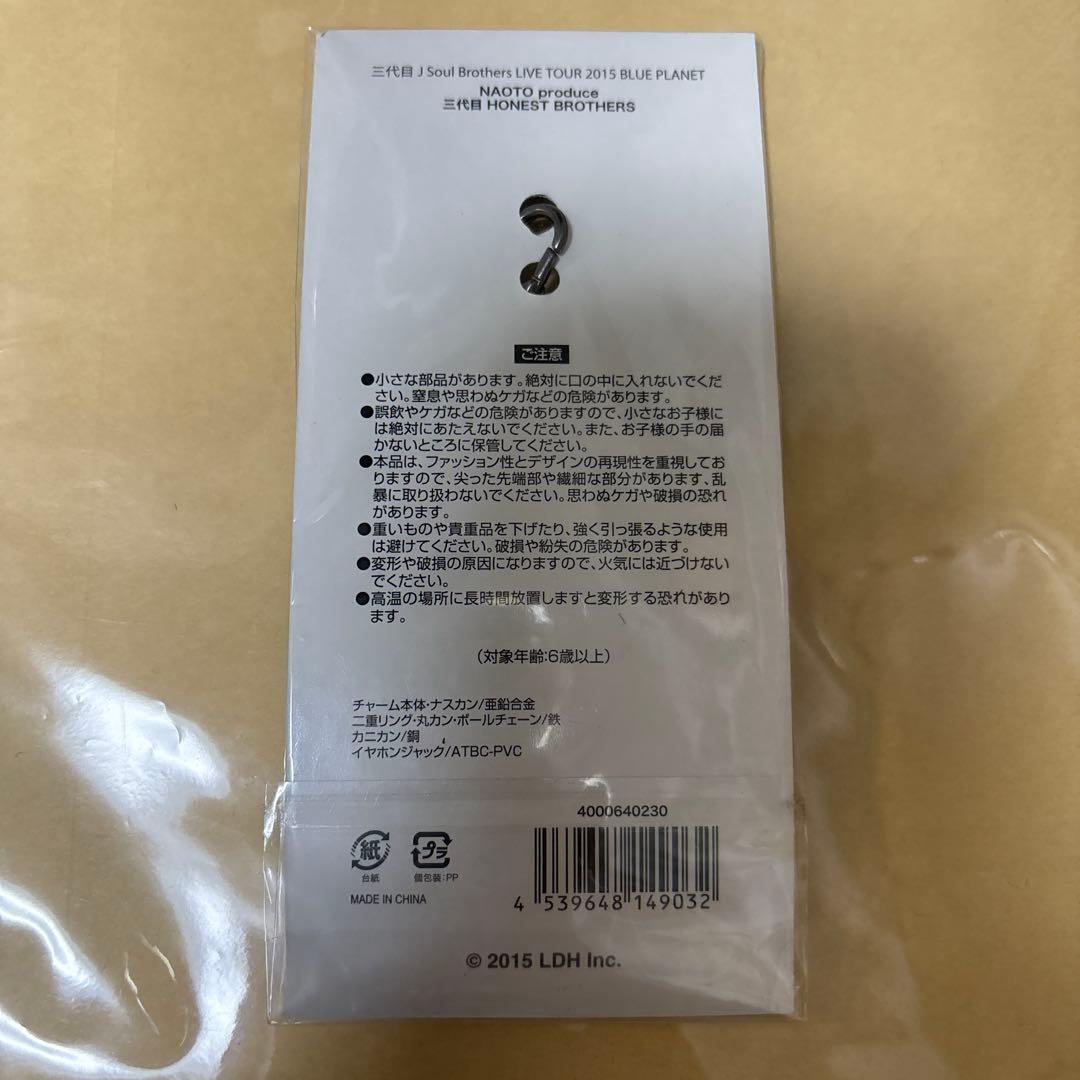 三代目 J Soul Brothers LIVE TOUR 2015 BLUE PLANET
NAOTO produce
三代目 HONEST BROTHERS
ご注意
●小さな部品があります。絶対に口の中に入れないでくだ
さい。窒息や思わぬケガなどの危険があります。
●誤飲やケガなどの危険がありますので、小さなお子様に
は絶対にあたえないでください。また、お子様の手の届
かないところに保管してください。
●本品は、ファッション性とデザインの再現性を重視してお
りますので、尖った先端部や繊細な部分があります、乱
暴に取り扱わないでください。思わぬケガや破損の恐れ
があります。
●重いものや貴重品を下げたり、強く引っ張るような使用
は避けてください。破損や紛失の危険があります。
●変形や破損の原因になりますので、火気には近づけない
でください。
●高温の場所に長時間放置しますと変形する恐れがあり
ます。
(対象年齢:6歳以上)
チャーム本体・ナスカン/亜鉛合金
二重リング・丸カン・ボールチェーン/鉄
カニカン/銅
イヤホンジャック/ATBC-PVC
4000640230
紙
台紙
プラ
個包装:PP
MADE IN CHINA
4 539648 149032
© 2015 LDH Inc.